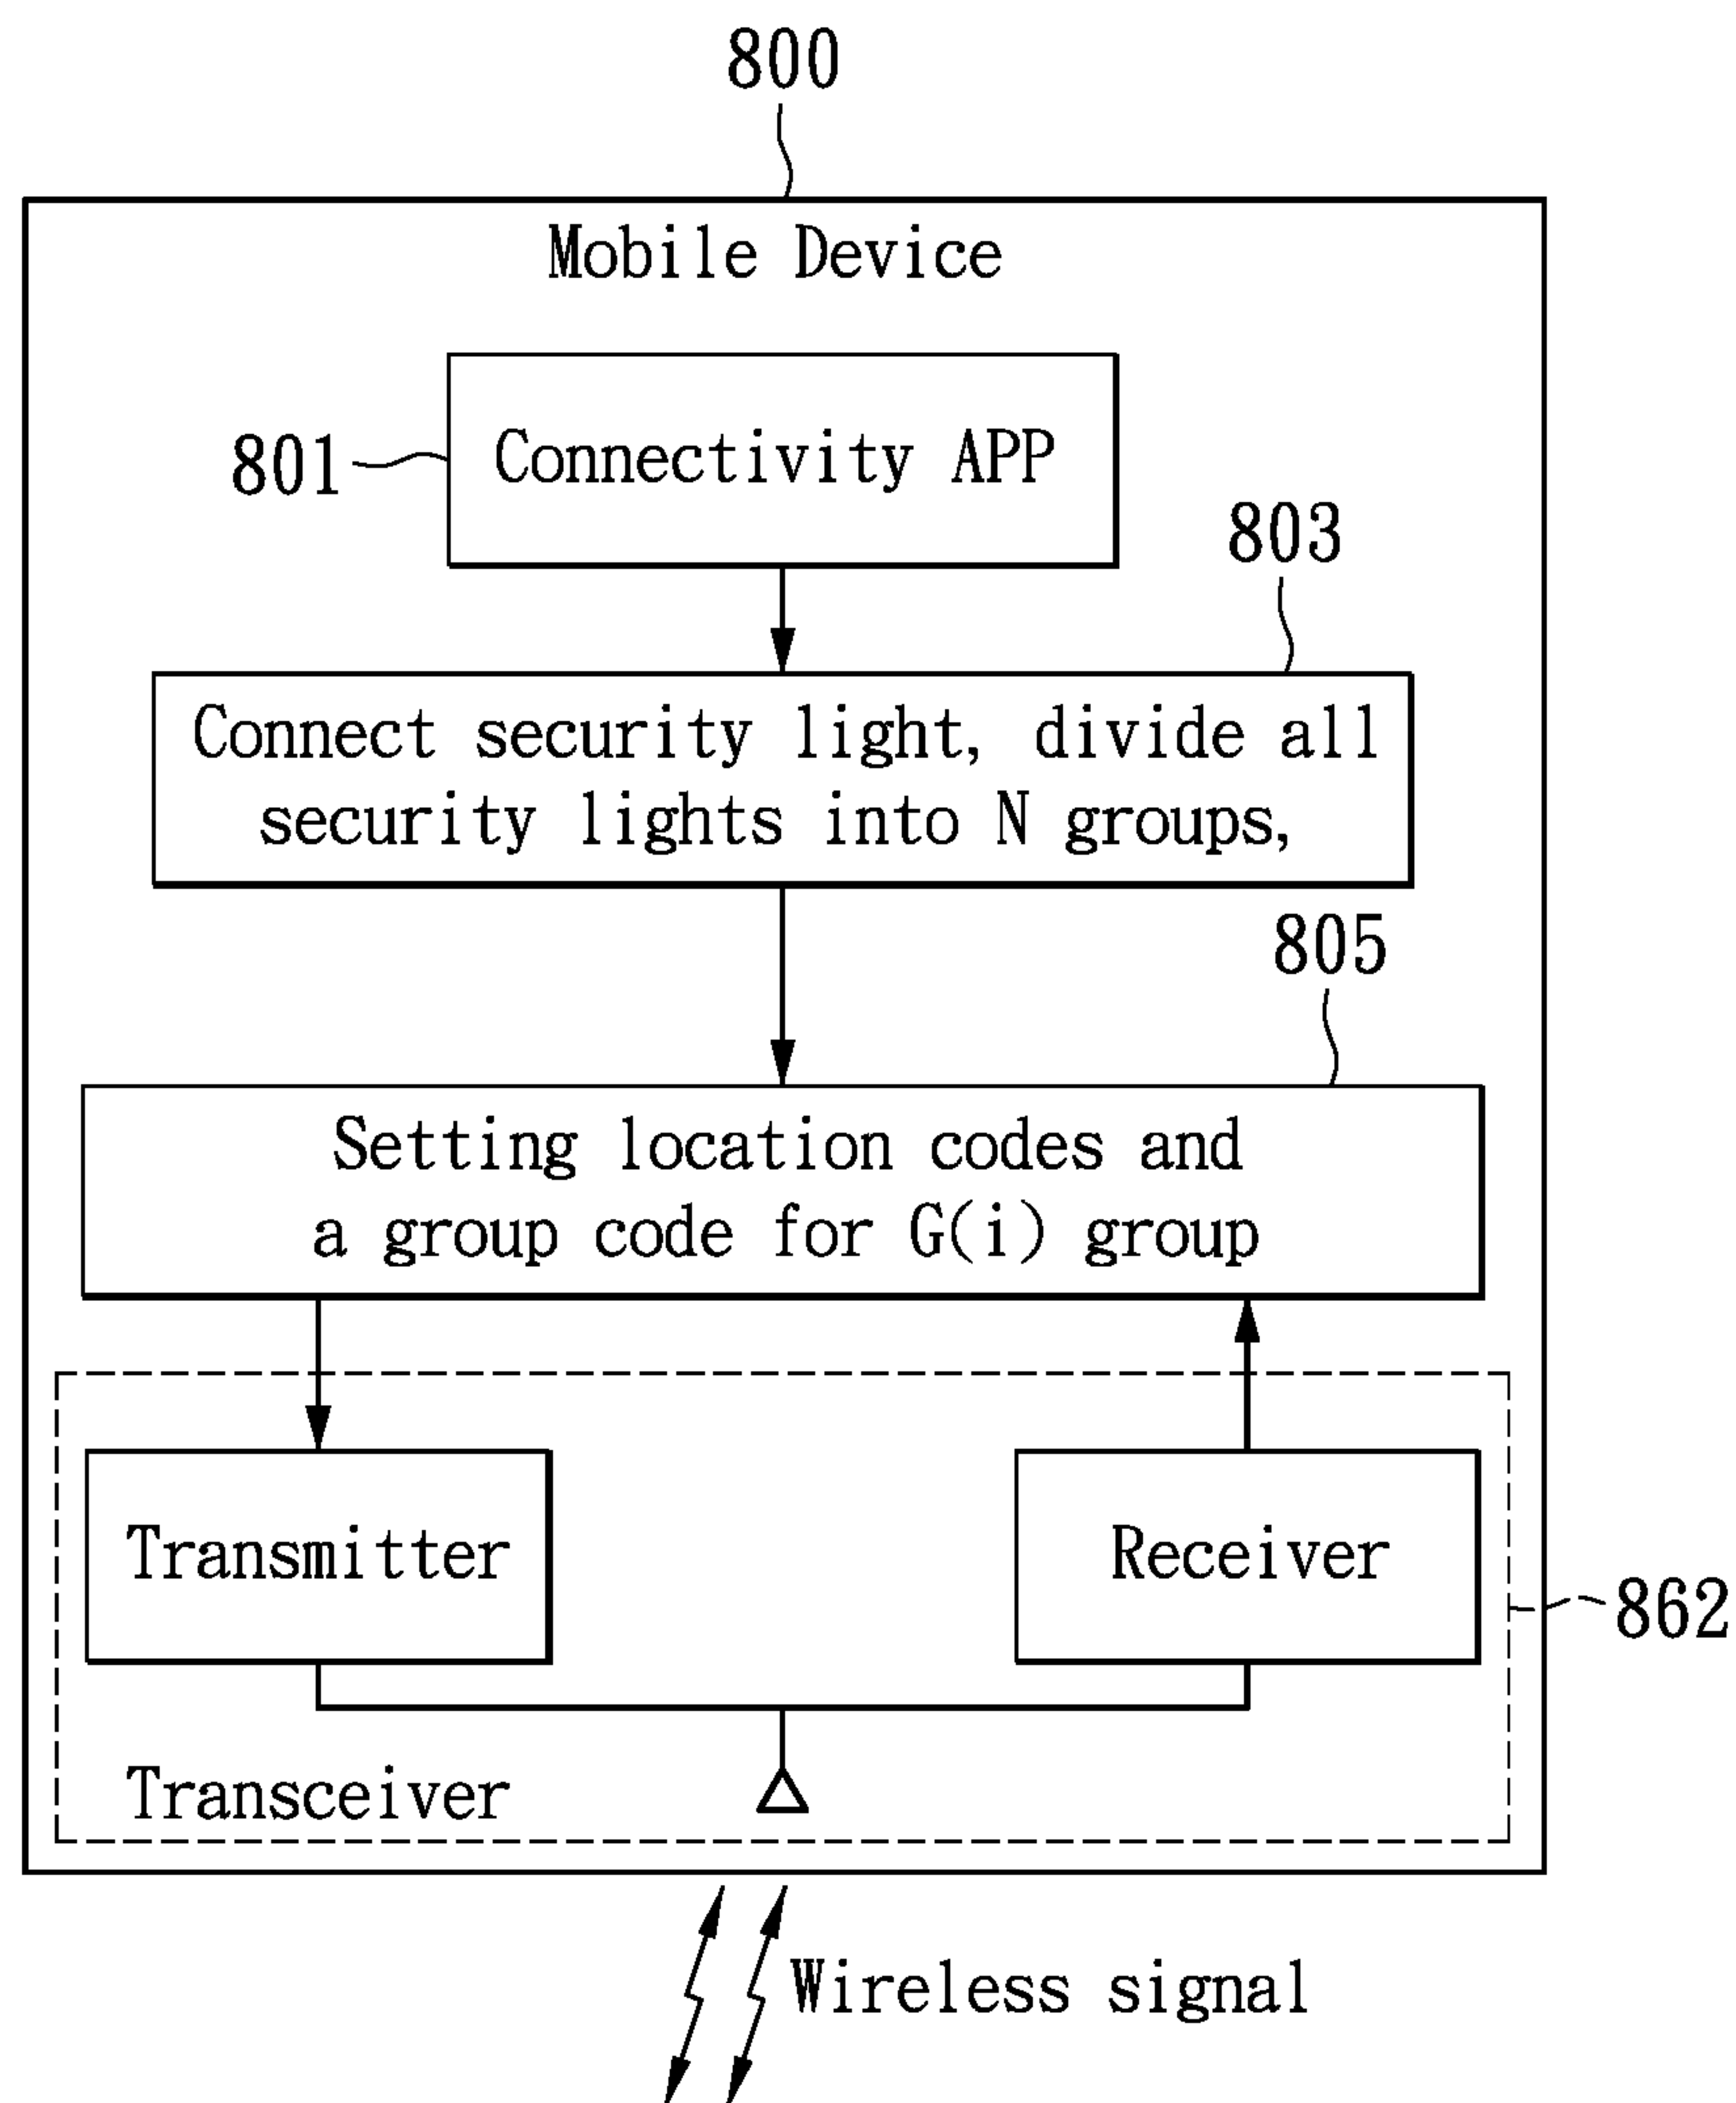 800
Mobile Device
801
Connectivity APP
803
Connect security light, divide all
security lights into N groups,
805
Setting location codes and
a group code for G(i) group
Transmitter
Receiver
862
Transceiver
Wireless signal